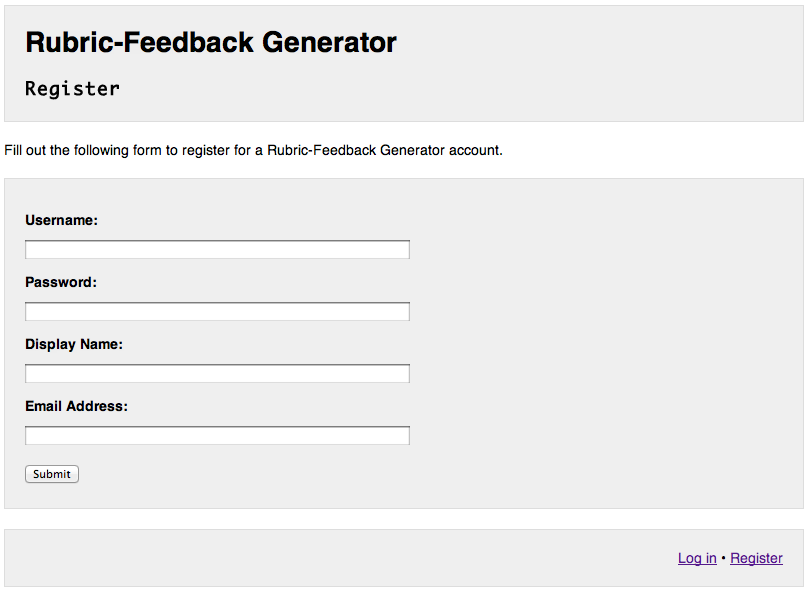 Rubric-Feedback Generator
Register
Fill out the following form to register for a Rubric-Feedback Generator account.
Username:
Password:
Display Name:
Email Address:
Submit
Log in • Register